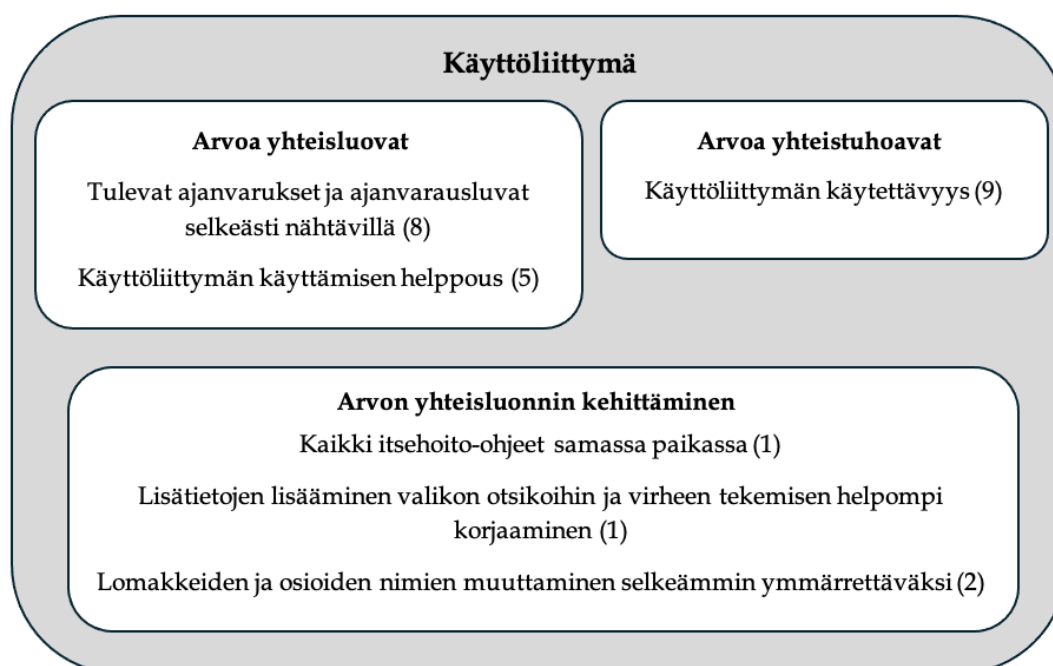 Käyttöliittymä
Arvoa yhteisluovat
Tulevat ajanvarukset ja ajanvarausluvat
selkeästi nähtävillä (8)
Käyttöliittymän käyttämisen helppous (5)
Arvoa yhteistuhoavat
Käyttöliittymän käytettävyys (9)
Arvon yhteisluonnin kehittäminen
Kaikki itsehoito-ohjeet samassa paikassa (1)
Lisätietojen lisääminen valikon otsikoihin ja virheen tekemisen helpompi
korjaaminen (1)
Lomakkeiden ja osioiden nimien muuttaminen selkeämmin ymmärrettäväksi (2)